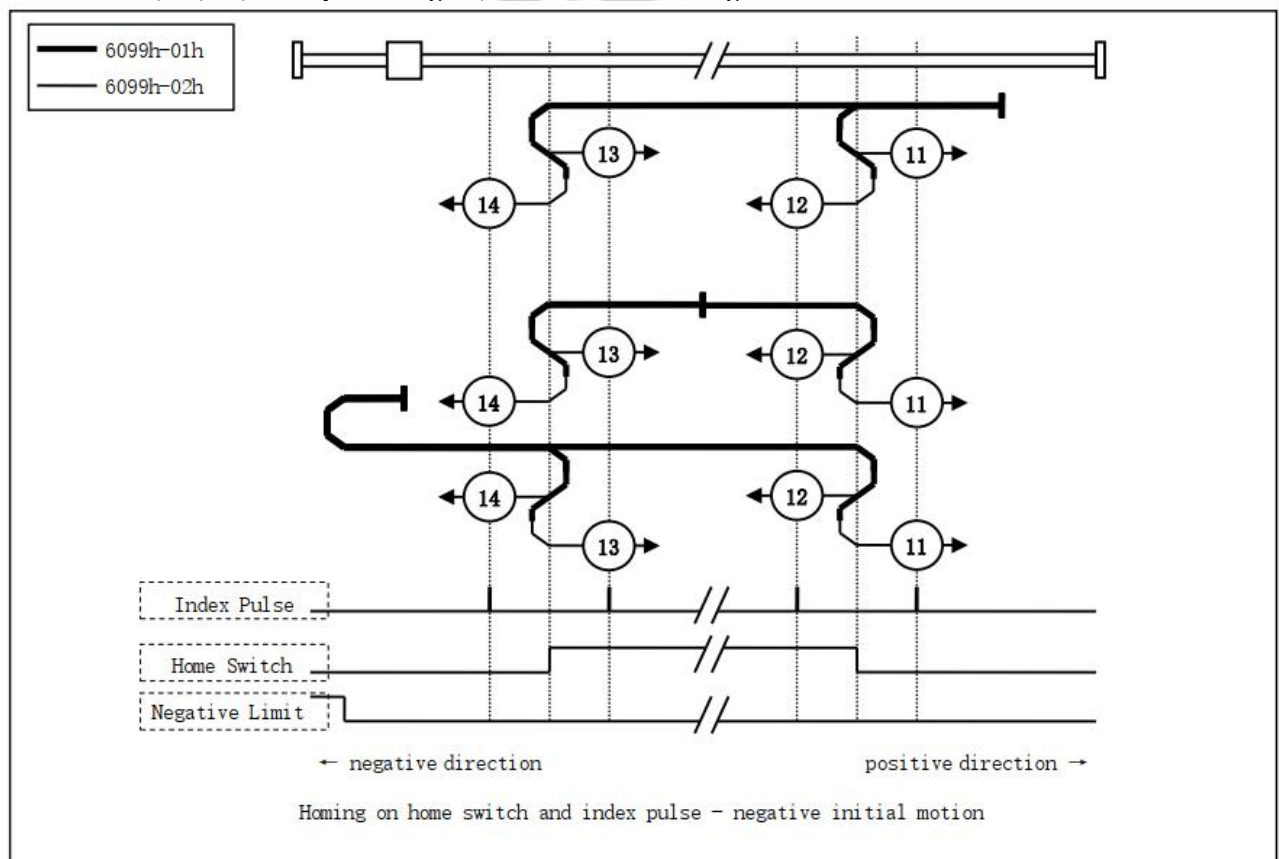 6099h-01h
6099h-02h
13
11
14
12
13
12
14
11
14
12
13
11
Index Pulse
Home Switch
Negative Limit
← negative direction
positive direction →
Homing on home switch and index pulse - negative initial motion